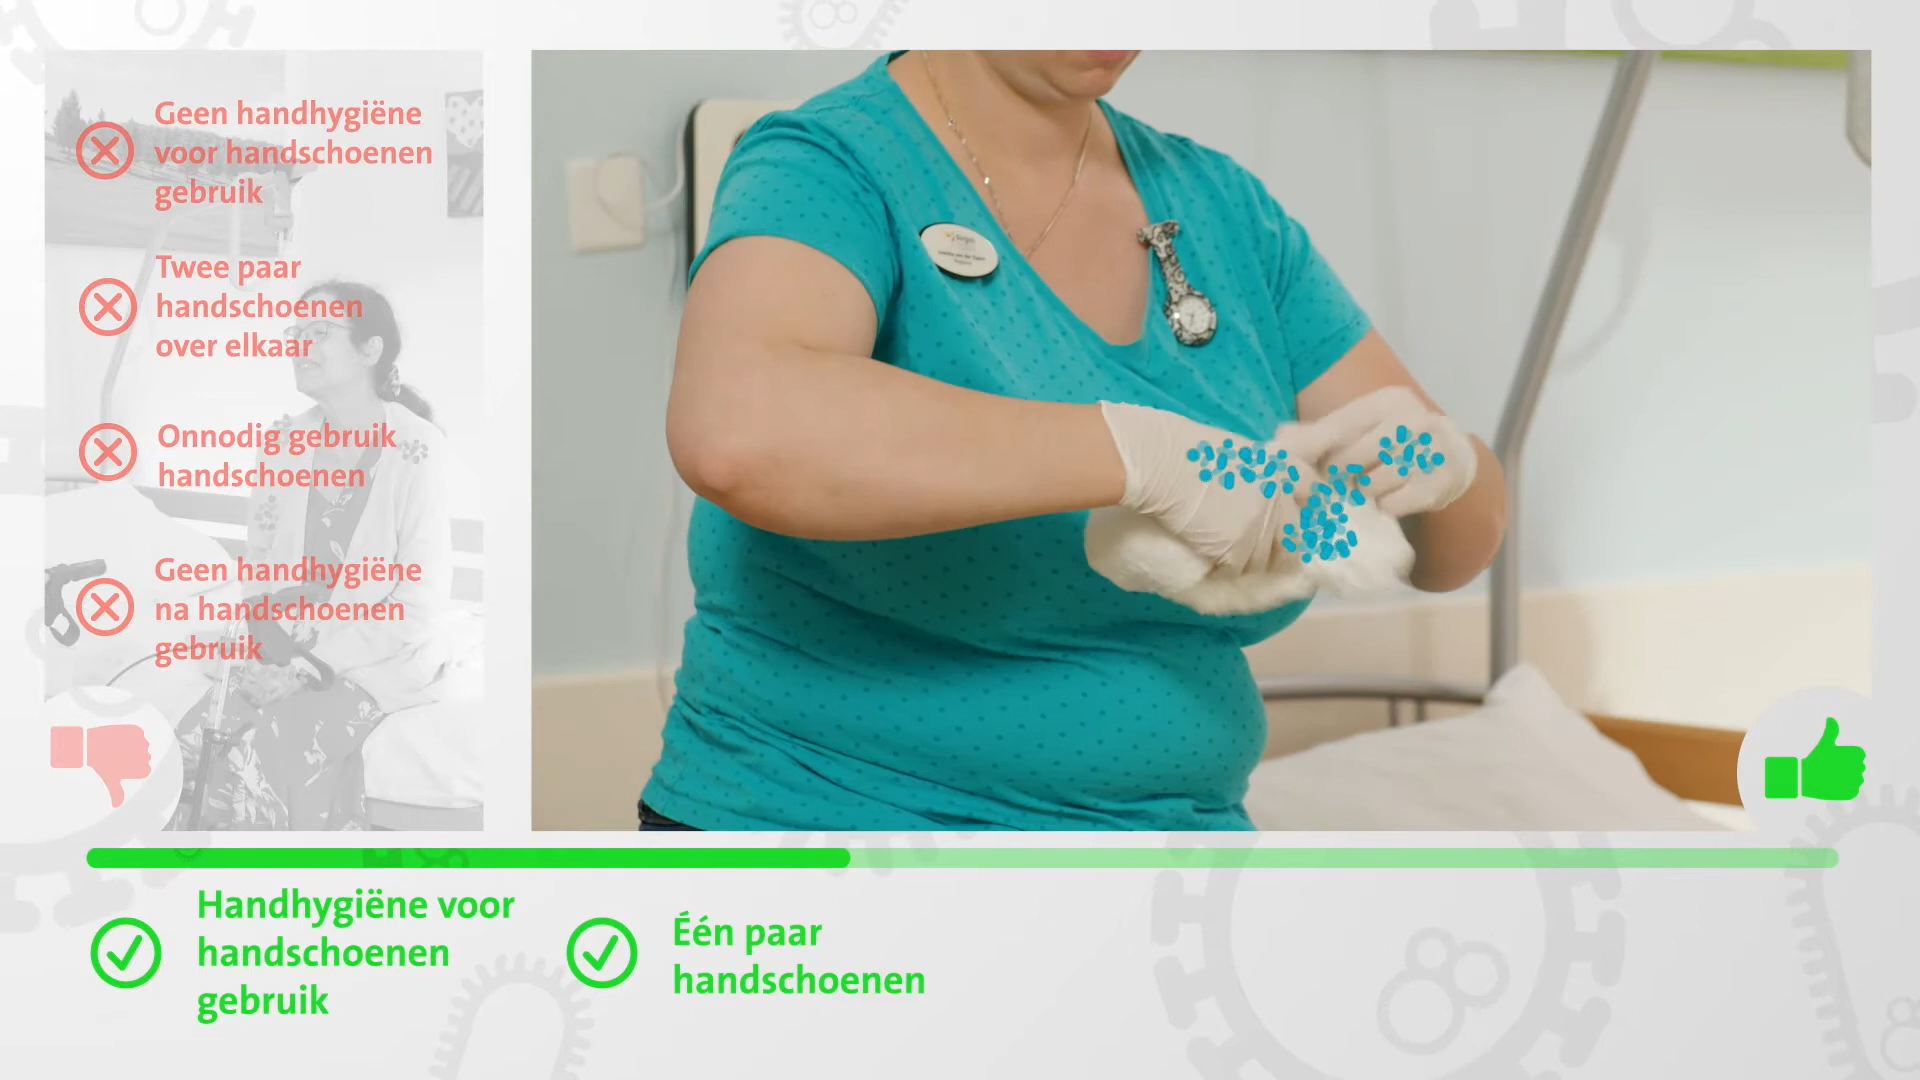 Geen handhygiëne
voor handschoenen
gebruik
Twee paar
handschoenen
over elkaar
Onnodig gebruik
handschoenen
Geen handhygiëne
na handschoenen
gebruik
Handhygiëne voor
handschoenen
gebruik
Één paar
handschoenen